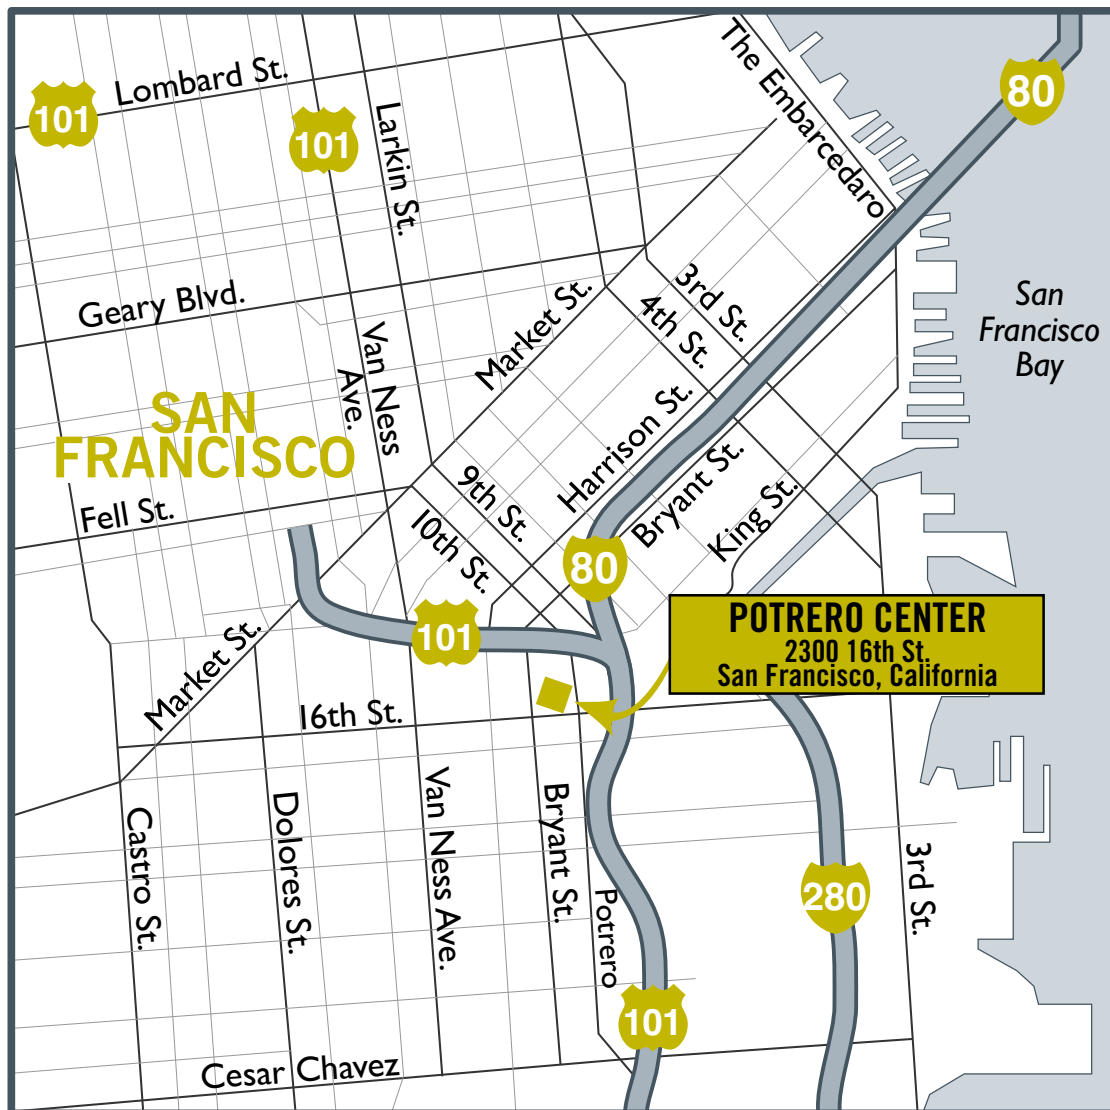 The Embarcedaro
Lombard St.
80
101
101
Larkin St.
Geary Blvd.
3rd St.
San
Francisco
Bay
Market St.
4th St.
Van Ness
Ave.
SAN
FRANCISCO
Harrison St.
Fell St.
9th St.
Bryant St.
King St.
10th St.
80
101
POTRERO CENTER
2300 16th St.
San Francisco, California
Market St.
16th St.
Castro St.
Dolores St.
Van Ness Ave.
Bryant St.
Potrero
280
3rd St.
101
Cesar Chavez